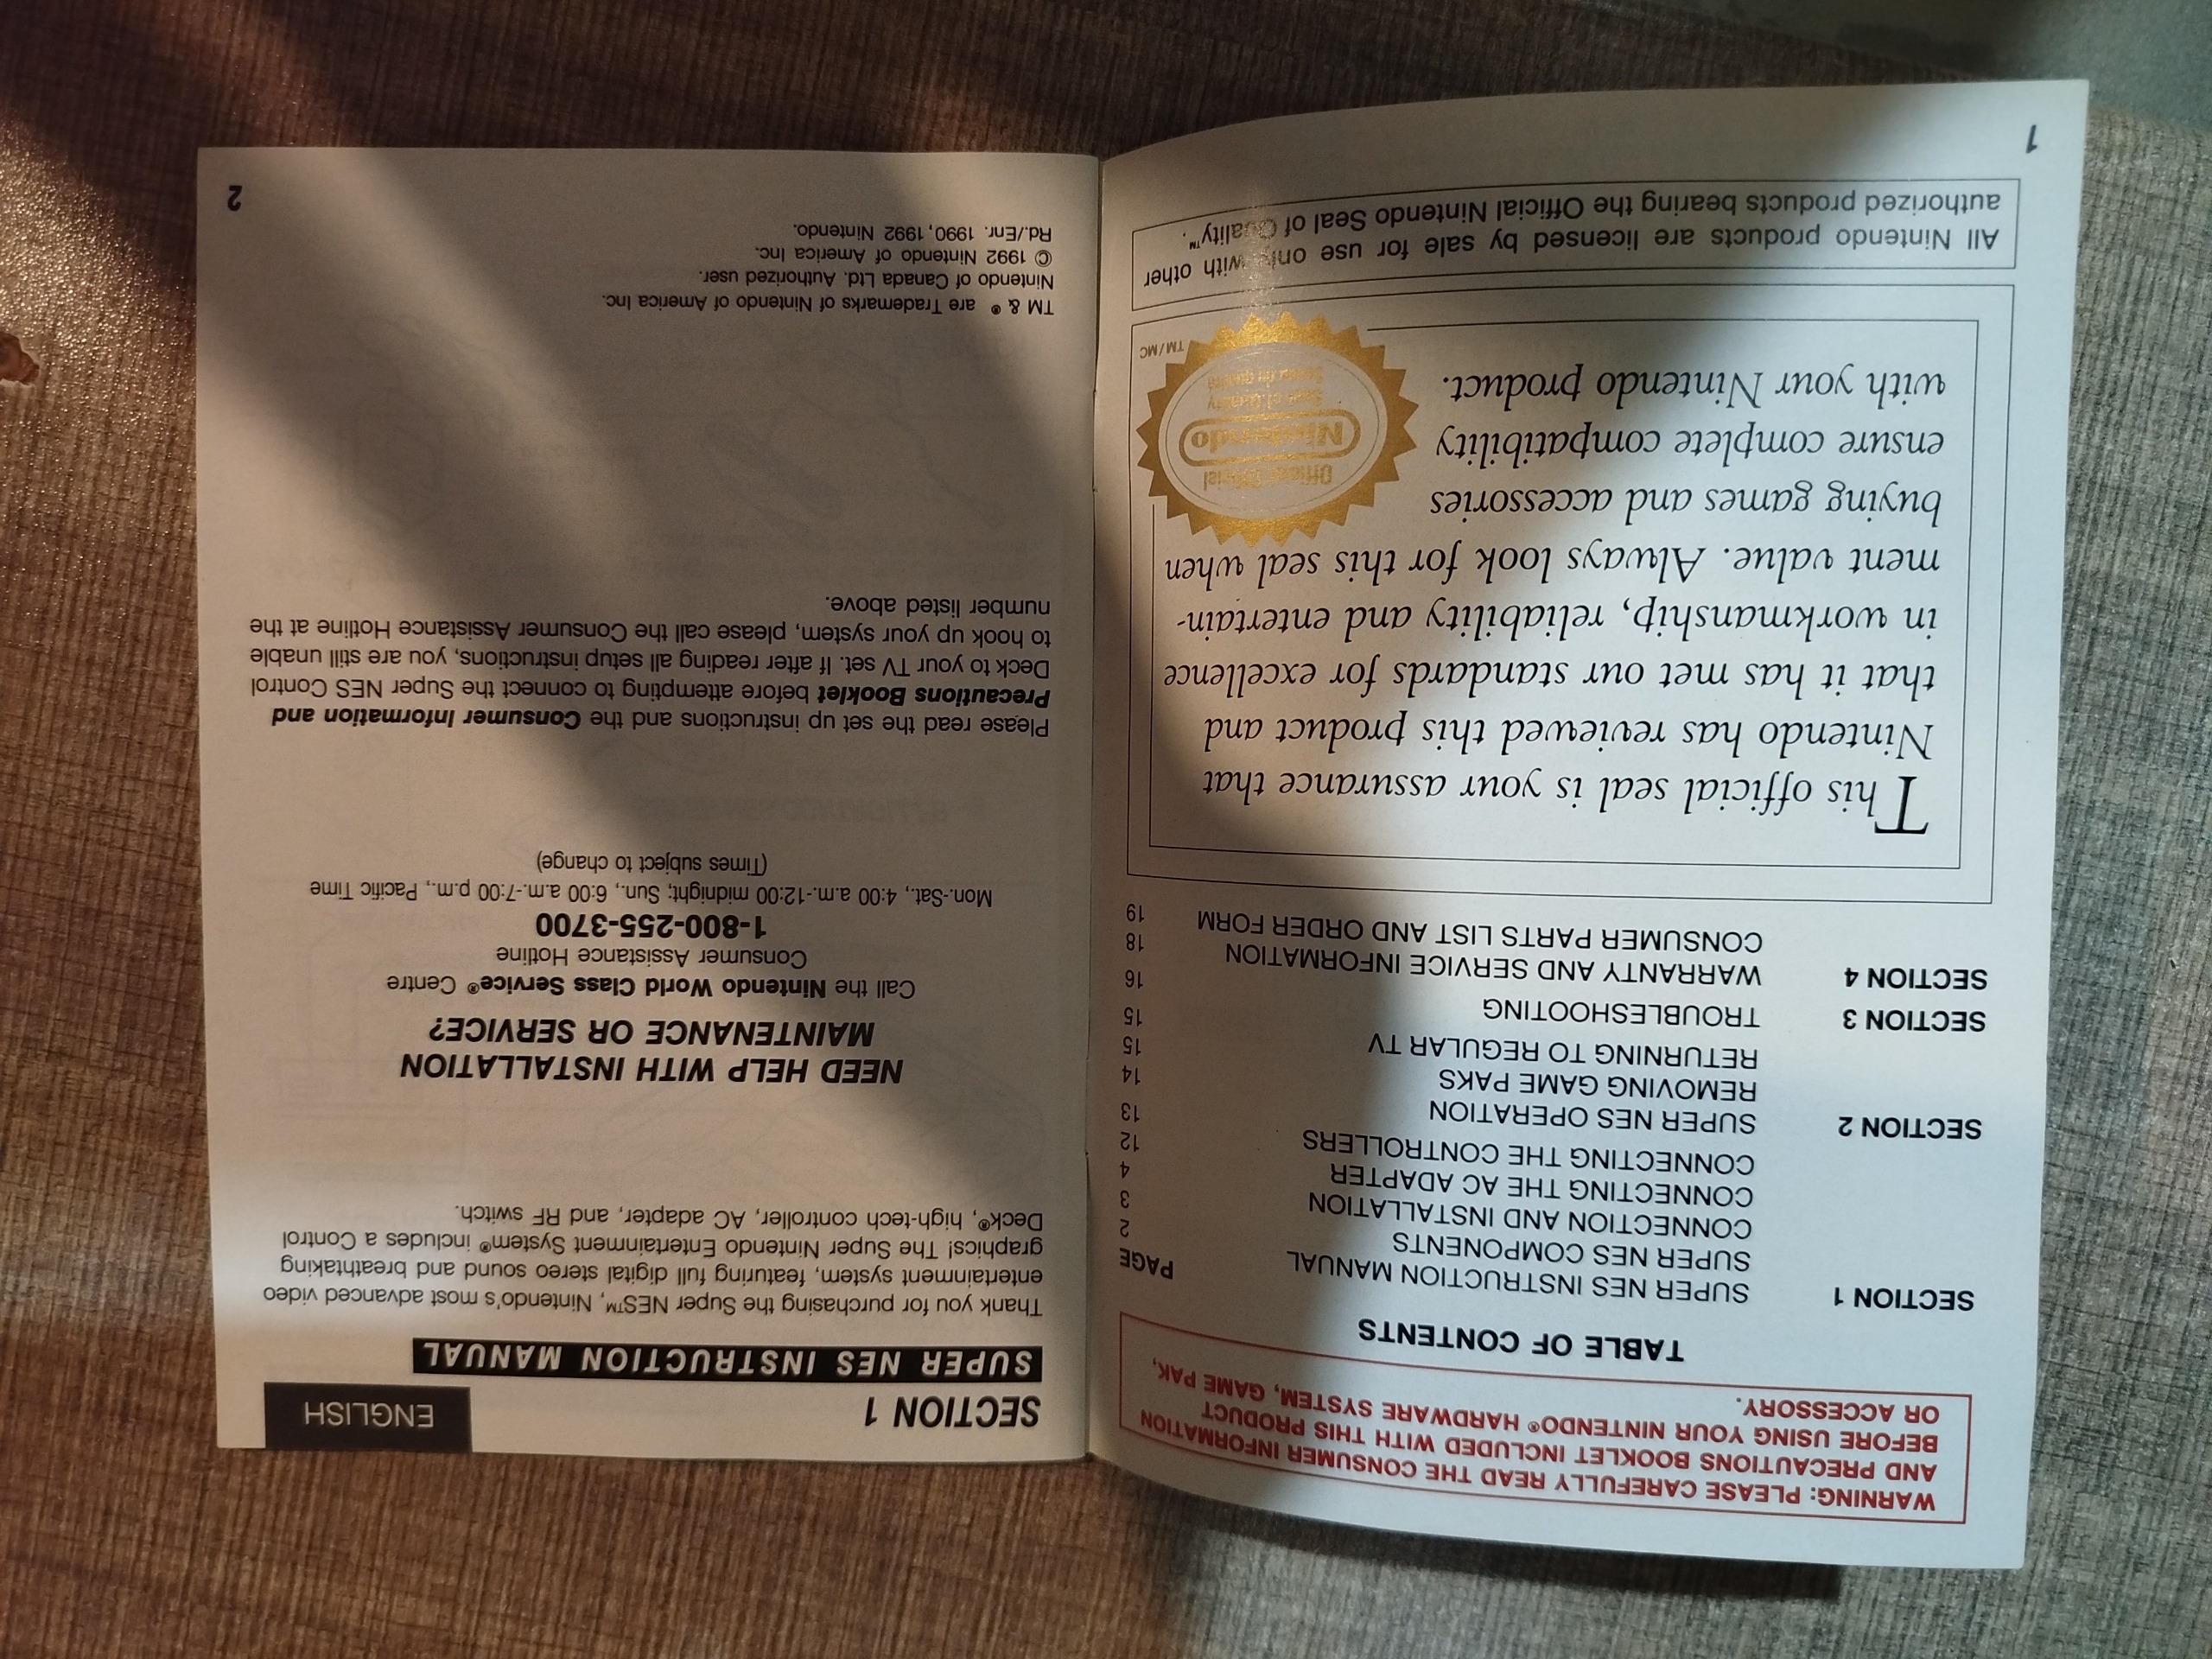 WARNING: PLEASE CAREFULLY READ THE CONSUMER INFORMATION
AND PRECAUTIONS BOOKLET INCLUDED WITH THIS PRODUCT
BEFORE USING YOUR NINTENDO® HARDWARE SYSTEM, GAME PAK,
OR ACCESSORY.
TABLE OF CONTENTS
PAGE
SECTION 1 SUPER NES INSTRUCTION MANUAL 2
SUPER NES COMPONENTS 3
CONNECTION AND INSTALLATION 4
CONNECTING THE AC ADAPTER 12
CONNECTING THE CONTROLLERS 13
SECTION 2 SUPER NES OPERATION 14
REMOVING GAME PAKS 15
RETURNING TO REGULAR TV 15
SECTION 3 TROUBLESHOOTING 16
SECTION 4 WARRANTY AND SERVICE INFORMATION 18
CONSUMER PARTS LIST AND ORDER FORM 19
This official seal is your assurance that
Nintendo has reviewed this product and
that it has met our standards for excellence
in workmanship, reliability and entertain-
ment value. Always look for this seal when
buying games and accessories
ensure complete compatibility
with your Nintendo product.
Official
Nintendo
Seal of Quality
TM / MC
All Nintendo products are licensed by sale for use only with other
authorized products bearing the Official Nintendo Seal of Quality™.
1
ENGLISH
SECTION 1
SUPER NES INSTRUCTION MANUAL
Thank you for purchasing the Super NES™, Nintendo's most advanced video
entertainment system, featuring full digital stereo sound and breathtaking
graphics! The Super Nintendo Entertainment System® includes a Control
Deck®, high-tech controller, AC adapter, and RF switch.
NEED HELP WITH INSTALLATION
MAINTENANCE OR SERVICE?
Call the Nintendo World Class Service® Centre
Consumer Assistance Hotline
1-800-255-3700
Mon.-Sat., 4:00 a.m.-12:00 midnight; Sun., 6:00 a.m.-7:00 p.m., Pacific Time
(Times subject to change)
Please read the set up instructions and the Consumer Information and
Precautions Booklet before attempting to connect the Super NES Control
Deck to your TV set. If after reading all setup instructions, you are still unable
to hook up your system, please call the Consumer Assistance Hotline at the
number listed above.
TM & ® are Trademarks of Nintendo of America Inc.
Nintendo of Canada Ltd. Authorized user.
© 1992 Nintendo of America Inc.
Rd./Enr. 1990, 1992 Nintendo.
2